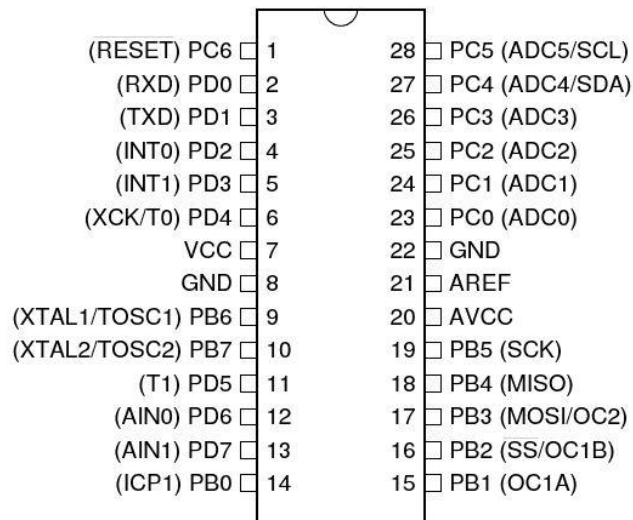 (RESET) PC6 1 28 PC5 (ADC5/SCL)
(RXD) PD0 2 27 PC4 (ADC4/SDA)
(TXD) PD1 3 26 PC3 (ADC3)
(INT0) PD2 4 25 PC2 (ADC2)
(INT1) PD3 5 24 PC1 (ADC1)
(XCK/T0) PD4 6 23 PC0 (ADC0)
VCC 7 22 GND
GND 8 21 AREF
(XTAL1/TOSC1) PB6 9 20 AVCC
(XTAL2/TOSC2) PB7 10 19 PB5 (SCK)
(T1) PD5 11 18 PB4 (MISO)
(AIN0) PD6 12 17 PB3 (MOSI/OC2)
(AIN1) PD7 13 16 PB2 (SS/OC1B)
(ICP1) PB0 14 15 PB1 (OC1A)